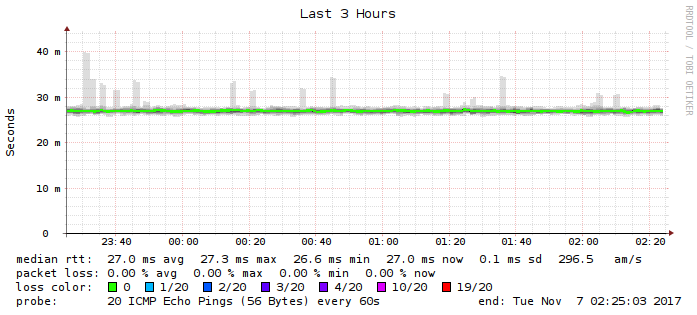 Last 3 Hours
RRDTOOL / TOBI OETIKER
Seconds
40 m
30 m
20 m
10 m
0
23:40 00:00 00:20 00:40 01:00 01:20 01:40 02:00 02:20
median rtt: 27.0 ms avg 27.3 ms max 26.6 ms min 27.0 ms now 0.1 ms sd 296.5 am/s
packet loss: 0.00 % avg 0.00 % max 0.00 % min 0.00 % now
loss color: 0 1/20 2/20 3/20 4/20 10/20 19/20
probe: 20 ICMP Echo Pings (56 Bytes) every 60s end: Tue Nov 7 02:25:03 2017